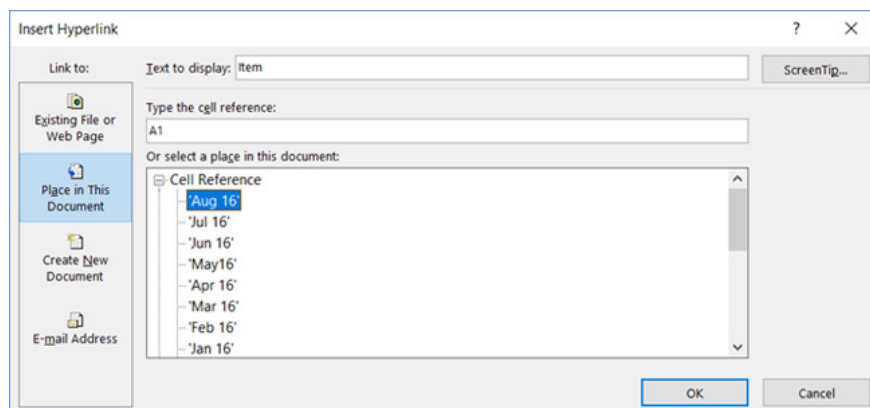 Insert Hyperlink
?
Link to:
Text to display: Item
ScreenTip...
Existing File or
Web Page
Type the cell reference:
A1
Or select a place in this document:
Place in This
Document
Cell Reference
'Aug 16'
'Jul 16'
'Jun 16'
'May16'
'Apr 16'
'Mar 16'
'Feb 16'
'Jan 16'
Create New
Document
E-mail Address
OK
Cancel